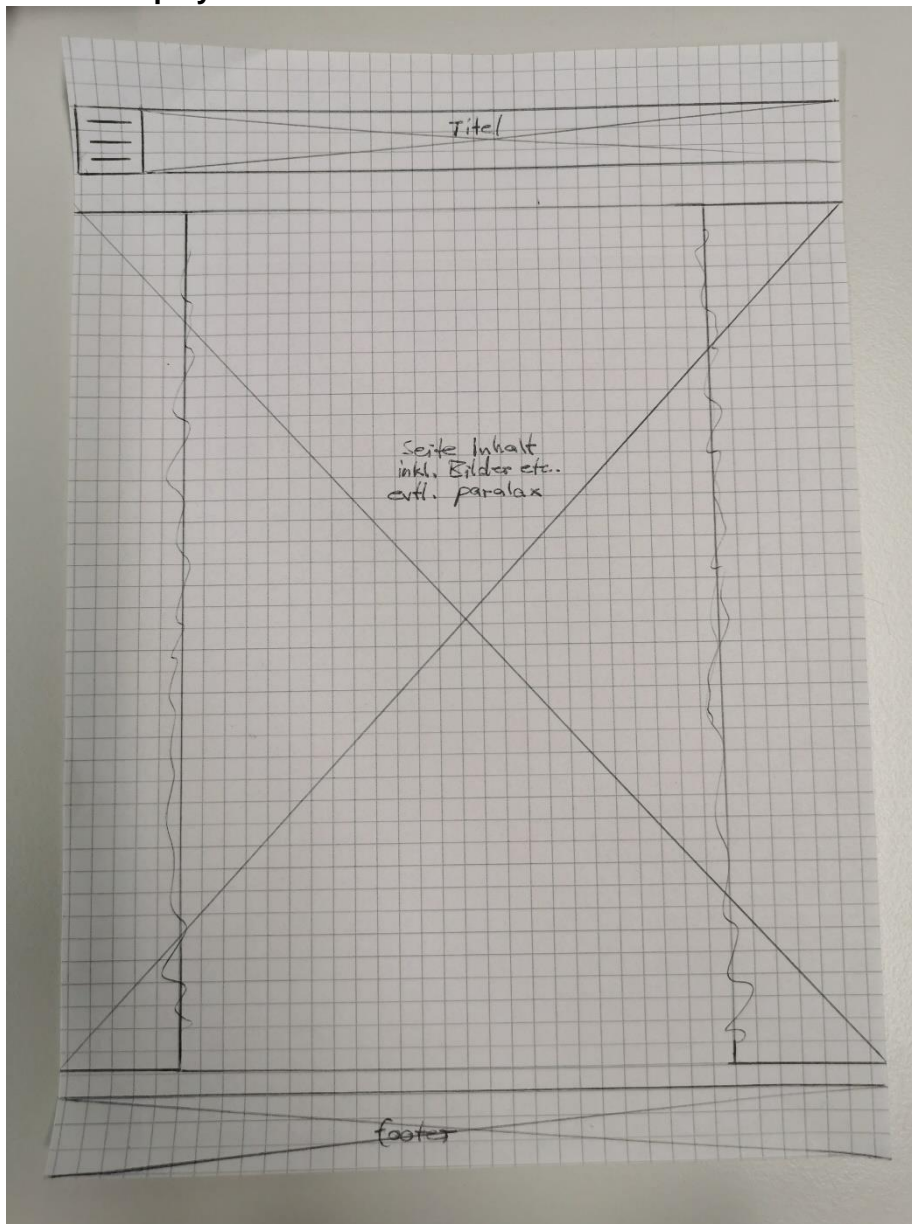 Titel
Seite Inhalt
inkl. Bilder etc..
evtl. paralax
footer